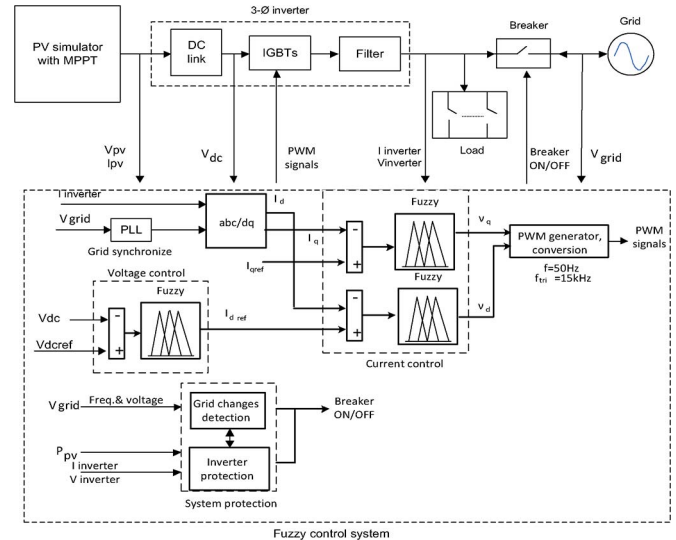 3-Ø inverter
PV simulator
with MPPT
DC
link
IGBTs
Filter
Breaker
Grid
Load
Vpv
Ipv
Vdc
PWM
signals
I inverter
Vinverter
Breaker
ON/OFF
V grid
I inverter
V grid
PLL
Grid synchronize
abc/dq
I d
I q
Iqref
-
+
Fuzzy
Fuzzy
-
+
Current control
vq
vd
PWM generator,
conversion
f=50Hz
ftri =15kHz
PWM
signals
Voltage control
Vdc
Vdcref
-
+
Fuzzy
I d ref
V grid
Freq.& voltage
Ppv
I inverter
V inverter
Grid changes
detection
Inverter
protection
System protection
Breaker
ON/OFF
Fuzzy control system